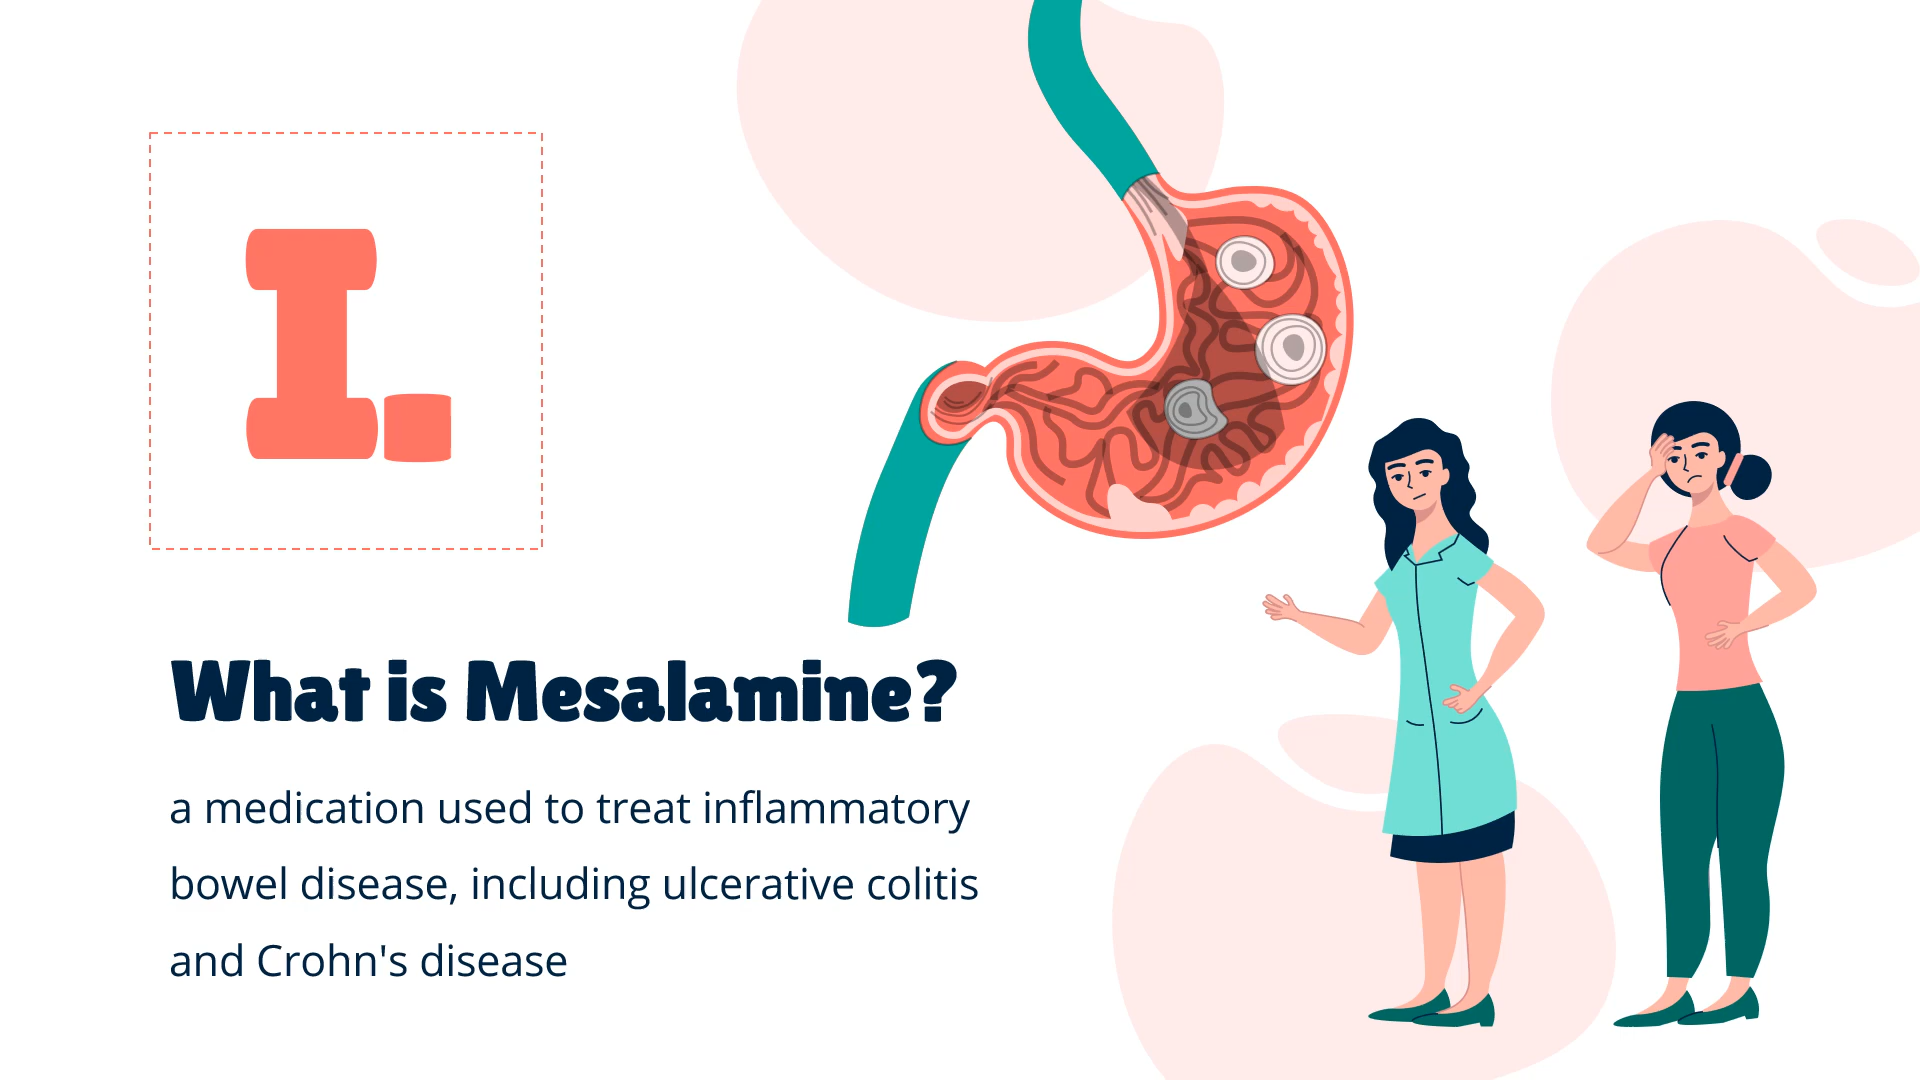 I.
What is Mesalamine?
a medication used to treat inflammatory
bowel disease, including ulcerative colitis
and Crohn's disease